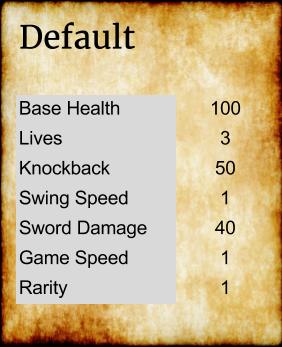 Default
Base Health 100
Lives 3
Knockback 50
Swing Speed 1
Sword Damage 40
Game Speed 1
Rarity 1